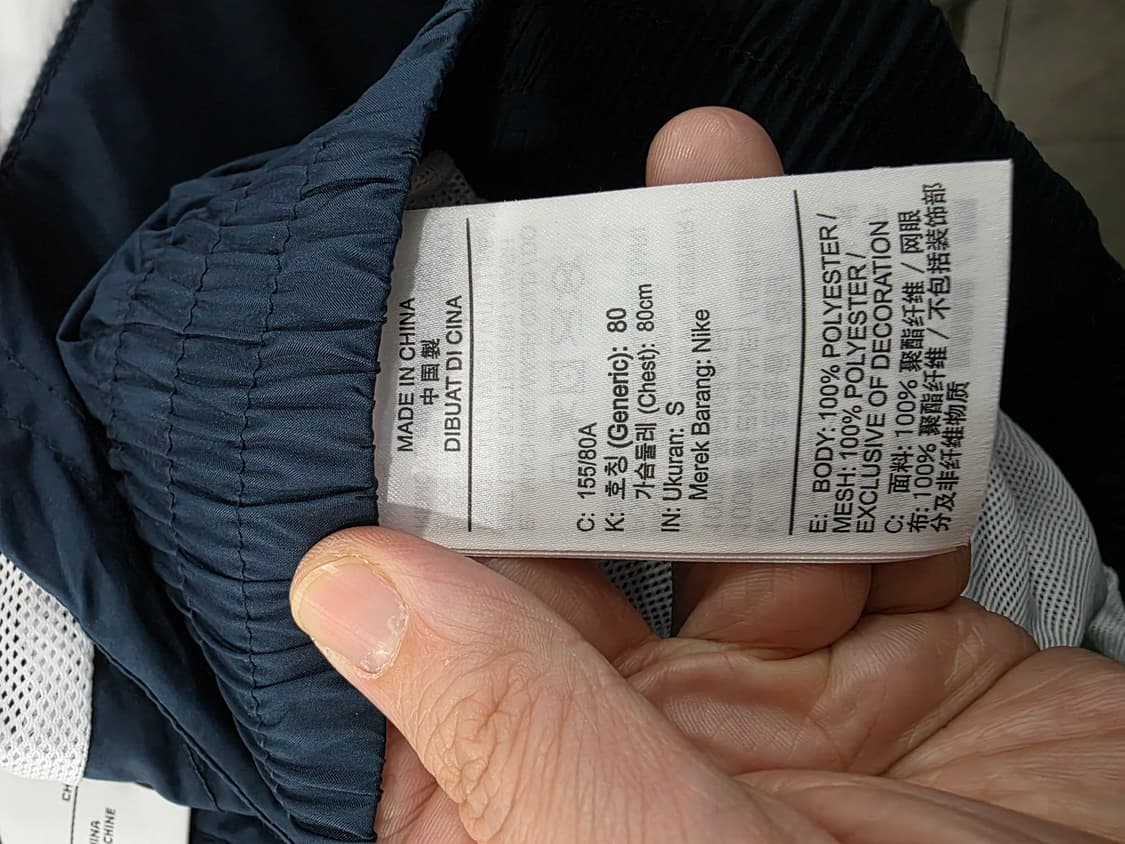 MADE IN CHINA
中国製
DIBUAT DI CINA
C: 155/80A
K: 호칭 (Generic): 80
가슴둘레 (Chest): 80cm
IN: Ukuran: S
Merek Barang: Nike
E: BODY: 100% POLYESTER /
MESH: 100% POLYESTER /
EXCLUSIVE OF DECORATION
C: 面料: 100% 聚酯纤维 / 网眼
布: 100% 聚酯纤维 / 不包括装饰部
分及非纤维物质
CH
INA
CHINE